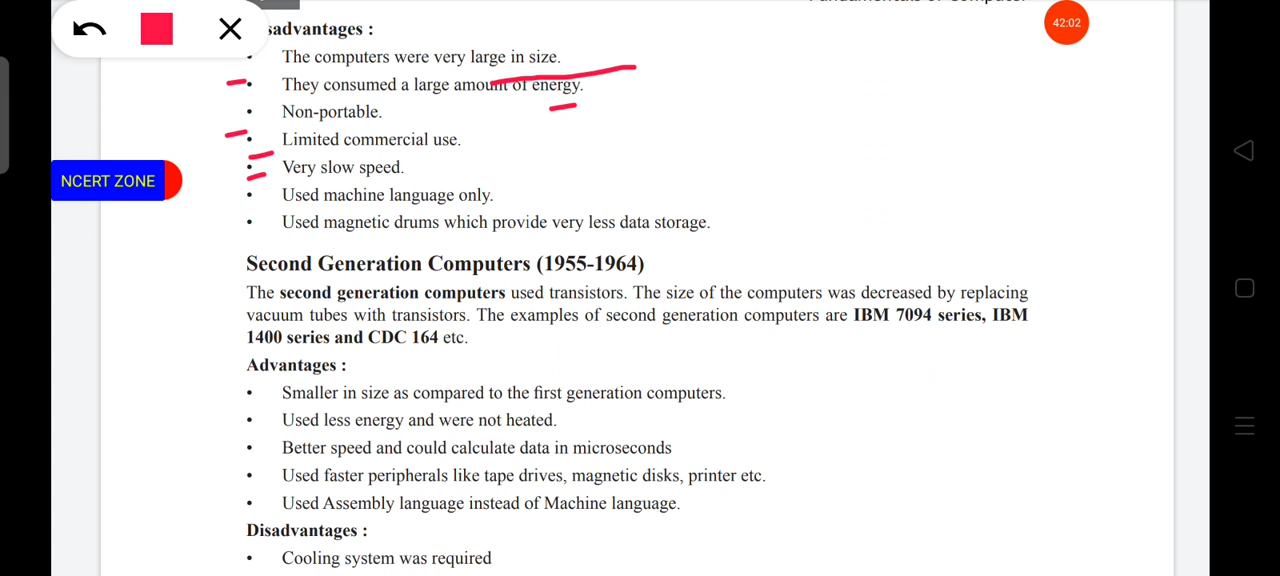 42:02
sadvantages :
• The computers were very large in size.
• They consumed a large amount of energy.
• Non-portable.
• Limited commercial use.
• Very slow speed.
NCERT ZONE
• Used machine language only.
• Used magnetic drums which provide very less data storage.
Second Generation Computers (1955-1964)
The second generation computers used transistors. The size of the computers was decreased by replacing
vacuum tubes with transistors. The examples of second generation computers are IBM 7094 series, IBM
1400 series and CDC 164 etc.
Advantages :
• Smaller in size as compared to the first generation computers.
• Used less energy and were not heated.
• Better speed and could calculate data in microseconds
• Used faster peripherals like tape drives, magnetic disks, printer etc.
• Used Assembly language instead of Machine language.
Disadvantages :
• Cooling system was required